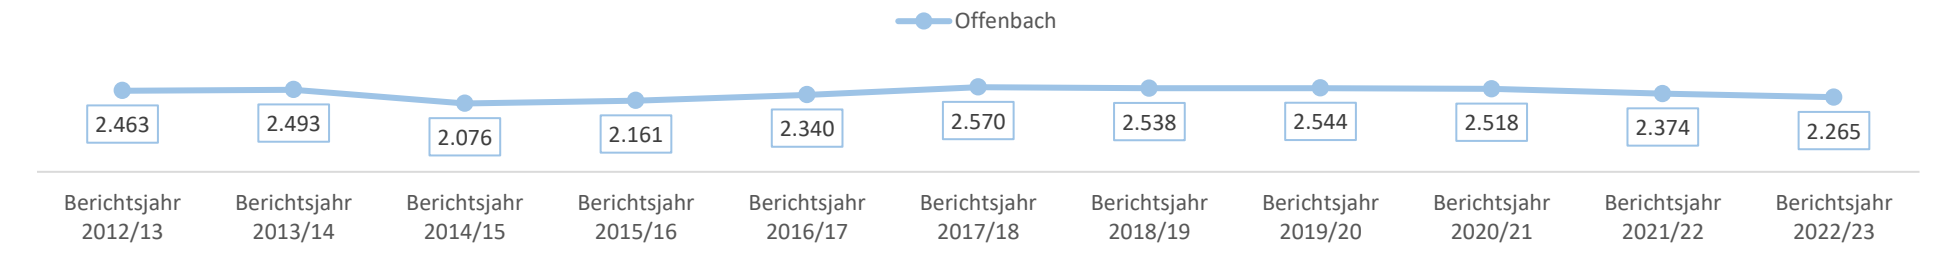 Offenbach
2.463
2.493
2.076
2.161
2.340
2.570
2.538
2.544
2.518
2.374
2.265
Berichtsjahr
2012/13
Berichtsjahr
2013/14
Berichtsjahr
2014/15
Berichtsjahr
2015/16
Berichtsjahr
2016/17
Berichtsjahr
2017/18
Berichtsjahr
2018/19
Berichtsjahr
2019/20
Berichtsjahr
2020/21
Berichtsjahr
2021/22
Berichtsjahr
2022/23